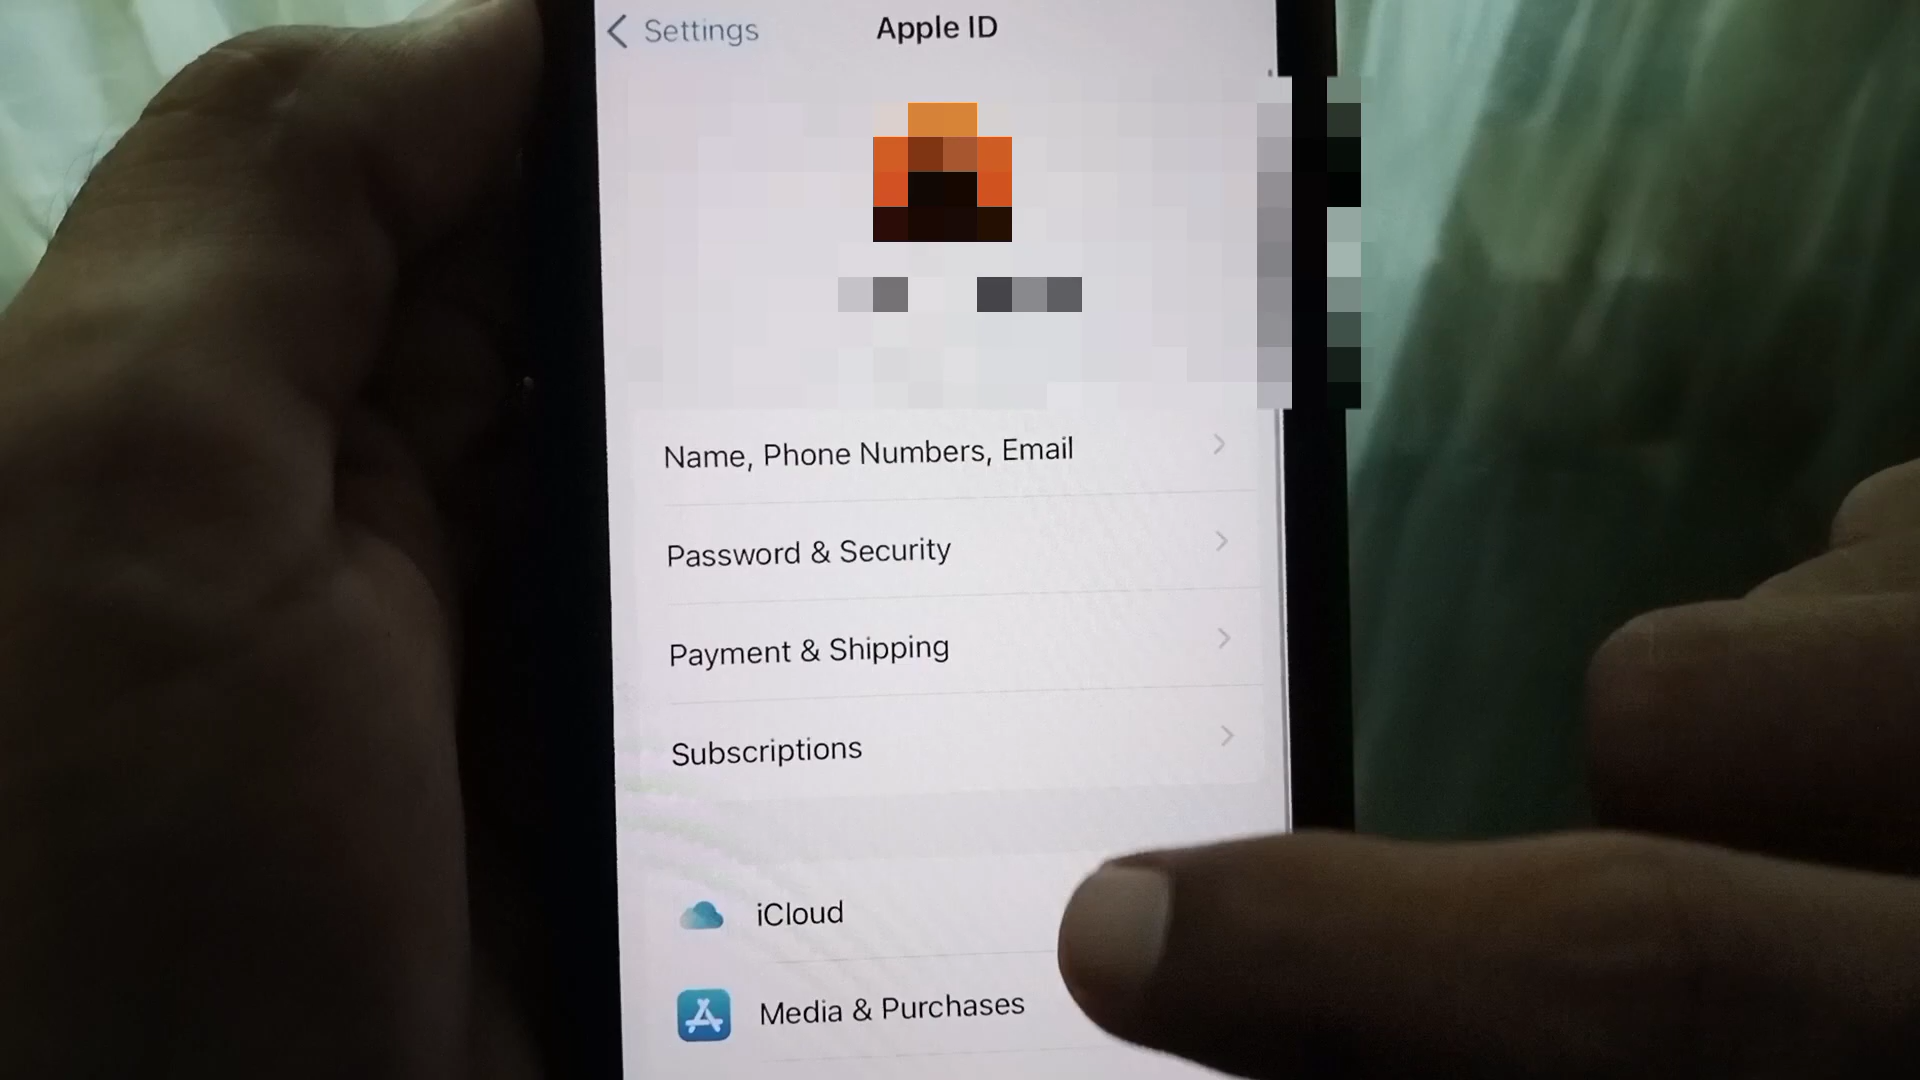 Settings
Apple ID
Name, Phone Numbers, Email
Password & Security
Payment & Shipping
Subscriptions
iCloud
Media & Purchases